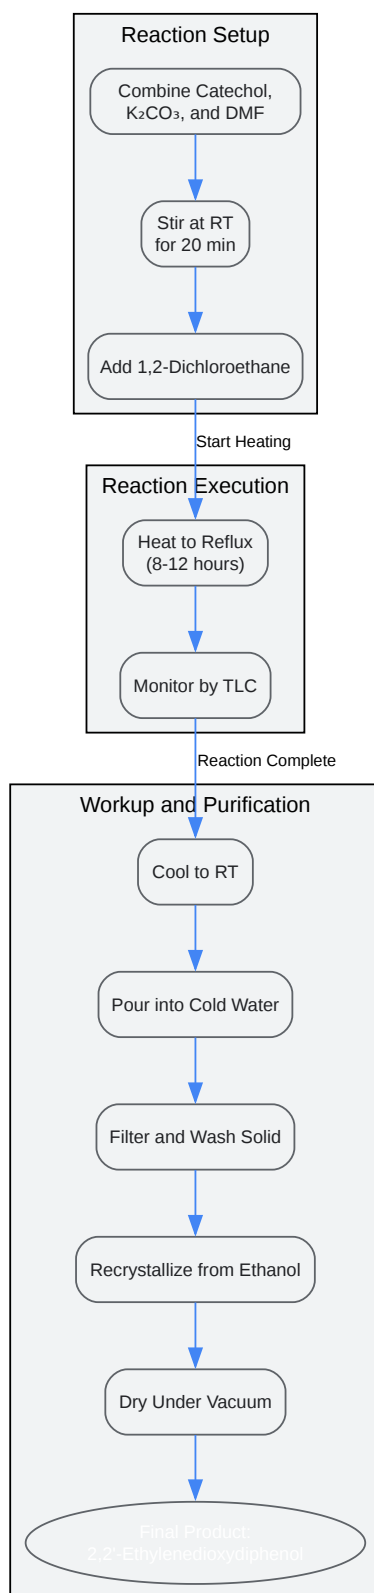 Reaction Setup
Combine Catechol,
K₂CO₃, and DMF
Stir at RT
for 20 min
Add 1,2-Dichloroethane
Start Heating
Reaction Execution
Heat to Reflux
(8-12 hours)
Monitor by TLC
Reaction Complete
Workup and Purification
Cool to RT
Pour into Cold Water
Filter and Wash Solid
Recrystallize from Ethanol
Dry Under Vacuum
Final Product:
2,2'-Ethylenedioxydiphenol